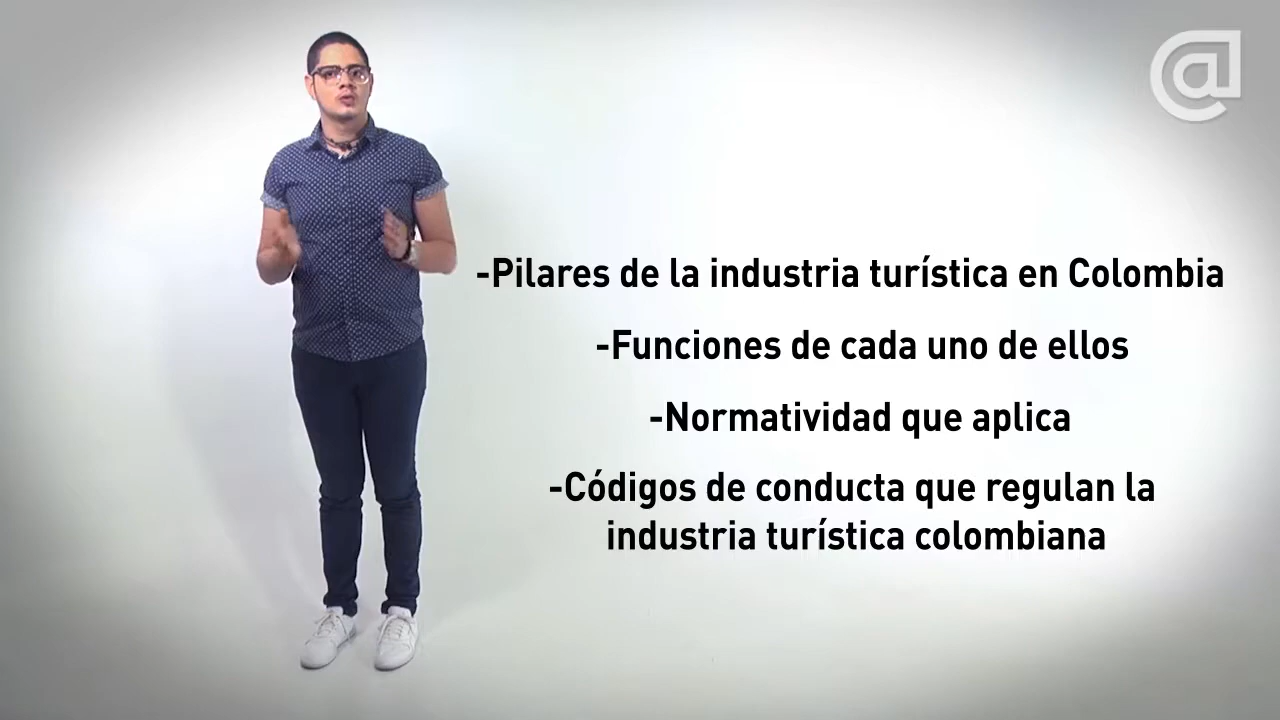 -Pilares de la industria turística en Colombia
-Funciones de cada uno de ellos
-Normatividad que aplica
-Códigos de conducta que regulan la
industria turística colombiana